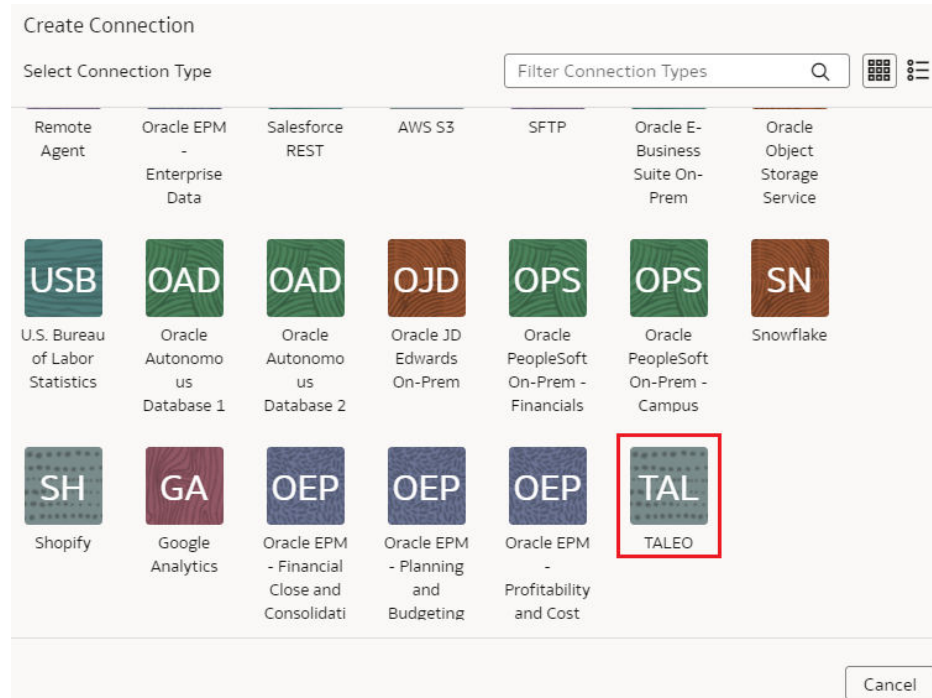 Create Connection
Select Connection Type
Filter Connection Types
Remote Agent
Oracle EPM - Enterprise Data
Salesforce REST
AWS S3
SFTP
Oracle E-Business Suite On-Prem
Oracle Object Storage Service
USB
U.S. Bureau of Labor Statistics
OAD
Oracle Autonomous Database 1
OAD
Oracle Autonomous Database 2
OJD
Oracle JD Edwards On-Prem
OPS
Oracle PeopleSoft On-Prem - Financials
OPS
Oracle PeopleSoft On-Prem - Campus
SN
Snowflake
SH
Shopify
GA
Google Analytics
OEP
Oracle EPM - Financial Close and Consolidati
OEP
Oracle EPM - Planning and Budgeting
OEP
Oracle EPM - Profitability and Cost
TAL
TALEO
Cancel